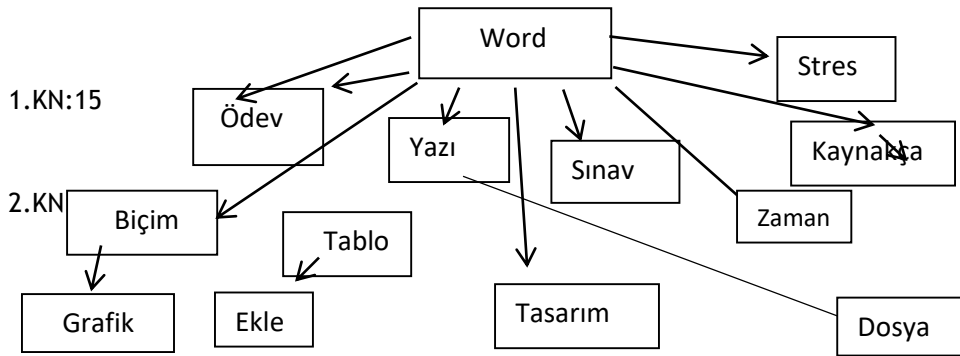 Word
Stres
1.KN:15
Ödev
Yazı
Sınav
Kaynakça
2.KN
Biçim
Tablo
Zaman
Grafik
Ekle
Tasarım
Dosya